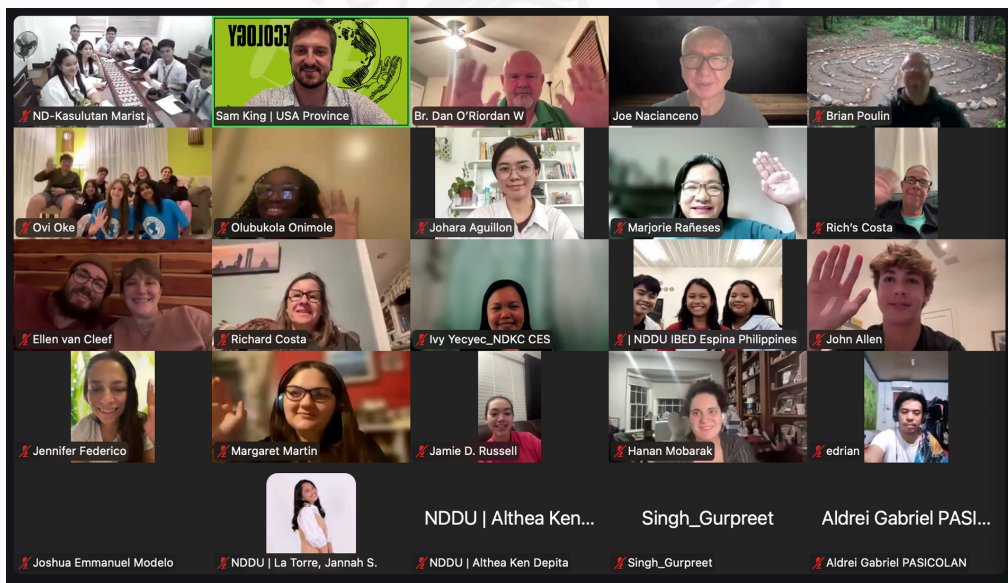 ECOLOGY
ND-Kasulutan Marist
Sam King | USA Province
Br. Dan O'Riordan W
Joe Nacianceno
Brian Poulin
Ovi Oke
Olubukola Onimole
Johara Aguillon
Marjorie Rañeses
Rich's Costa
Ellen van Cleef
Richard Costa
Ivy Yecyec_NDKC CES
| NDDU IBED Espina Philippines
John Allen
Jennifer Federico
Margaret Martin
Jamie D. Russell
Hanan Mobarak
edrian
NDDU | Althea Ken...
Singh_Gurpreet
Aldrei Gabriel PASI...
Joshua Emmanuel Modelo
NDDU | La Torre, Jannah S.
NDDU | Althea Ken Depita
Singh_Gurpreet
Aldrei Gabriel PASICOLAN